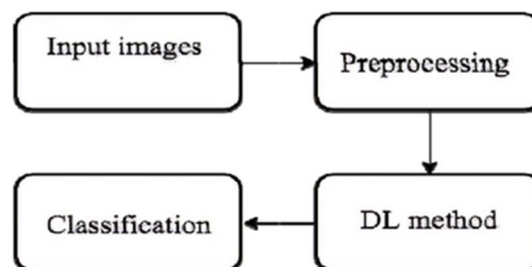 Input images
Preprocessing
DL method
Classification